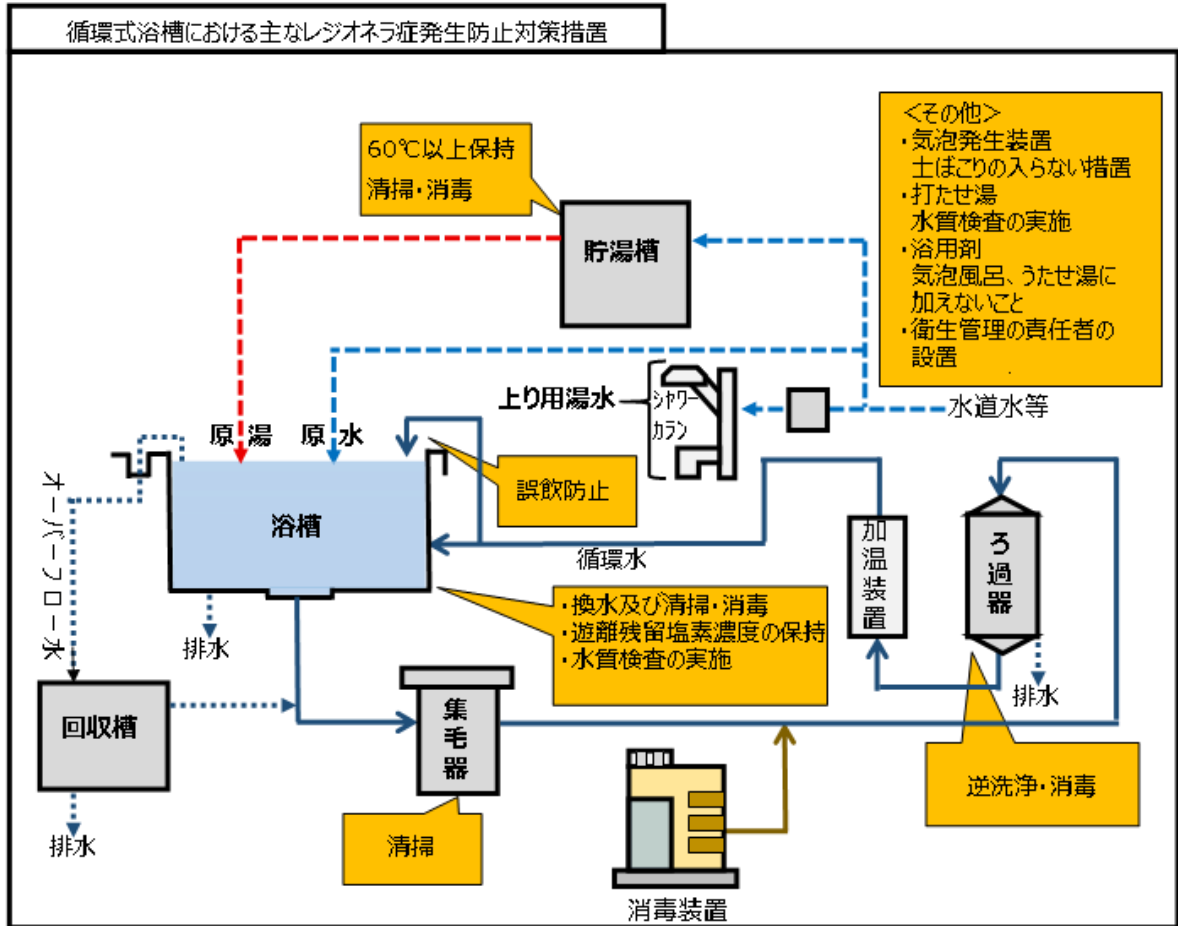 循環式浴槽における主なレジオネラ症発生防止対策措置
60℃以上保持
清掃・消毒
<その他>
・気泡発生装置
土ぼこりの入らない措置
・打たせ湯
水質検査の実施
・浴用剤
気泡風呂、うたせ湯に
加えないこと
・衛生管理の責任者の
設置
貯湯槽
上り用湯水
シャワー
カラン
水道水等
原湯
原水
オーバーフロー水
誤飲防止
浴槽
循環水
加温装置
ろ過器
・換水及び清掃・消毒
・遊離残留塩素濃度の保持
・水質検査の実施
排水
排水
回収槽
集毛器
逆洗浄・消毒
排水
清掃
消毒装置